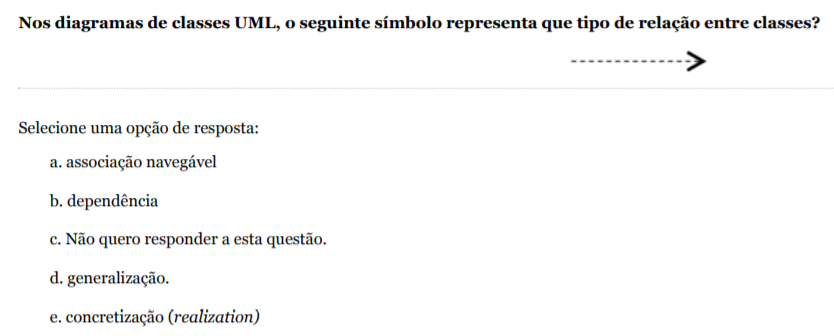 Nos diagramas de classes UML, o seguinte símbolo representa que tipo de relação entre classes?
Selecione uma opção de resposta:
a. associação navegável
b. dependência
c. Não quero responder a esta questão.
d. generalização.
e. concretização (realization)